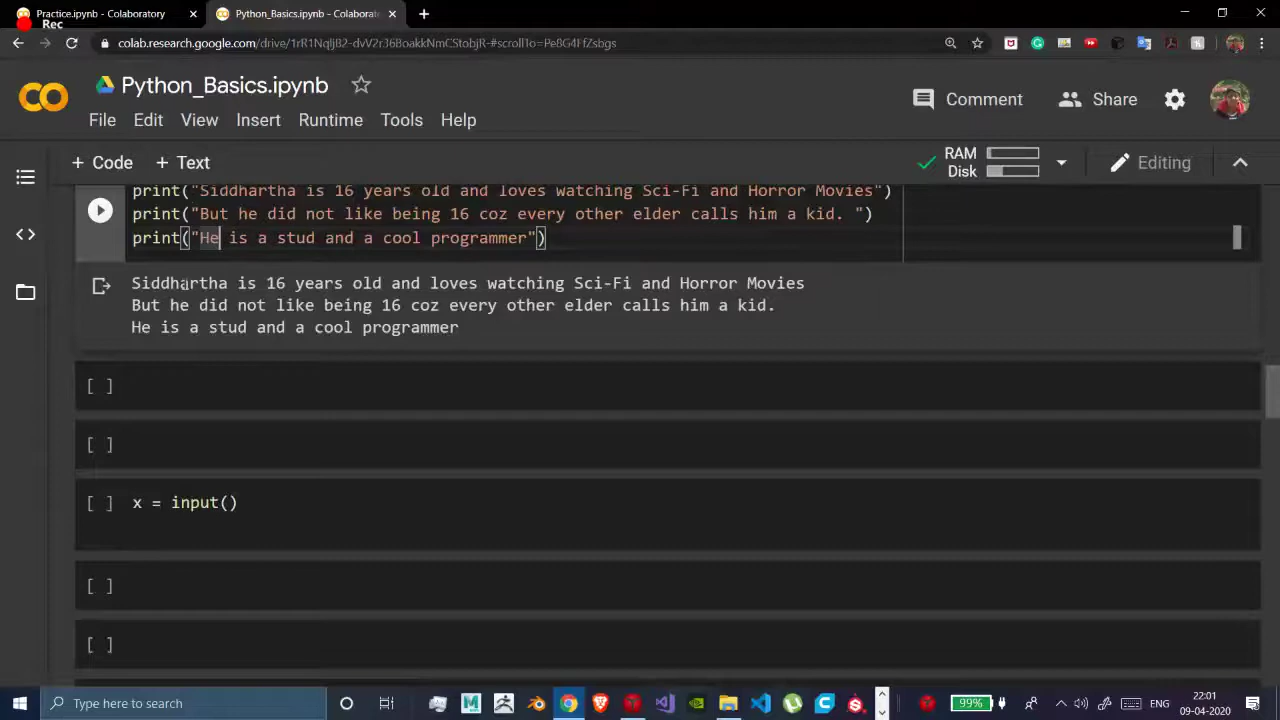 Practice.ipynb - Colaboratory
Python_Basics.ipynb - Colaborato
Rec
colab.research.google.com/drive/1rR1NqIjB2-dvV2r36BoakkNmCStobjR-#scrollTo=Pe8G4FfZsbgs
Python_Basics.ipynb
Comment
Share
File Edit View Insert Runtime Tools Help
+ Code + Text
RAM
Disk
Editing
print("Siddhartha is 16 years old and loves watching Sci-Fi and Horror Movies")
print("But he did not like being 16 coz every other elder calls him a kid. ")
print("He is a stud and a cool programmer")
Siddhartha is 16 years old and loves watching Sci-Fi and Horror Movies
But he did not like being 16 coz every other elder calls him a kid.
He is a stud and a cool programmer
[ ]
[ ]
[ ] x = input()
[ ]
[ ]
Type here to search
99%
ENG
22:01
09-04-2020